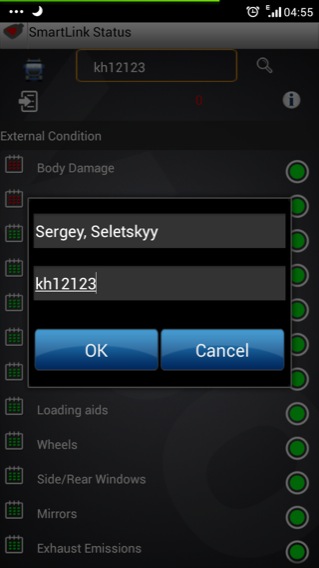 04:55
SmartLink Status
kh12123
0
External Condition
Body Damage
Sergey, Seletskyy
kh12123
OK
Cancel
Loading aids
Wheels
Side/Rear Windows
Mirrors
Exhaust Emissions